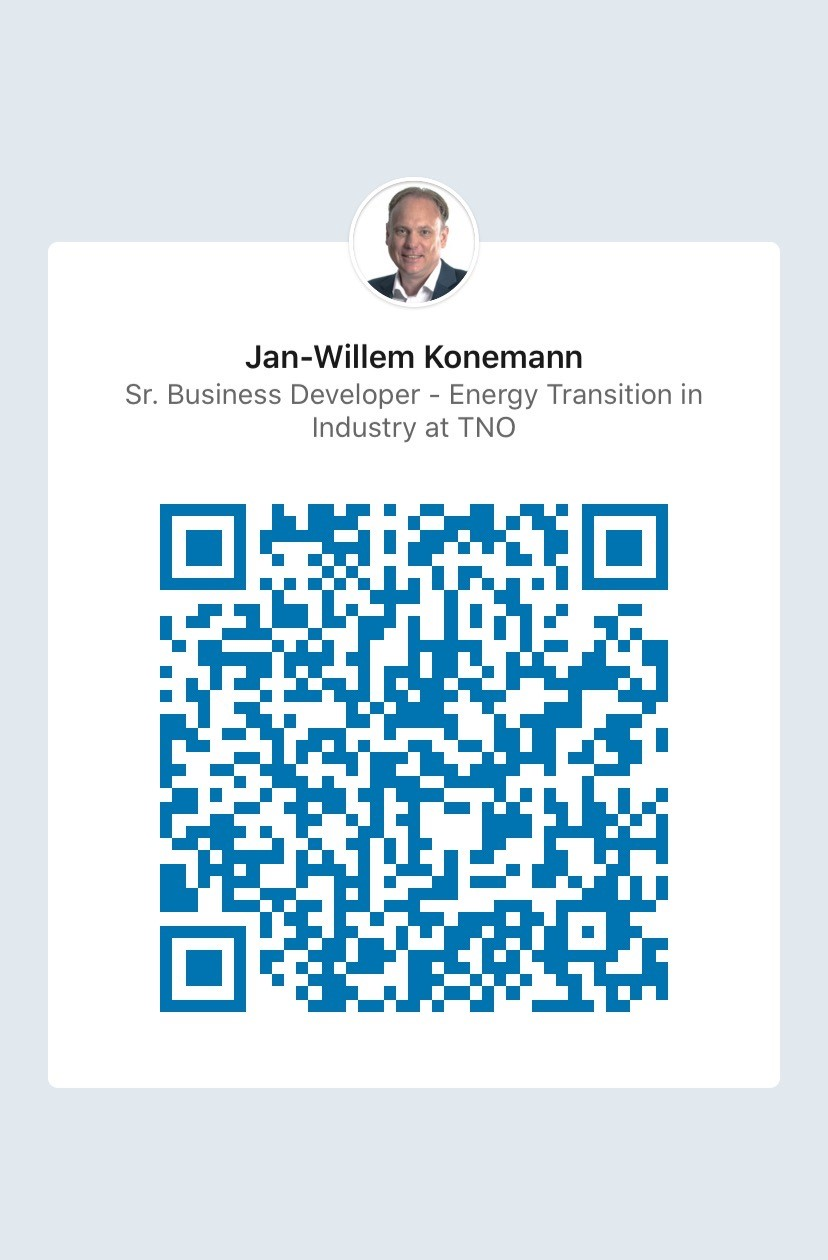 Jan-Willem Konemann
Sr. Business Developer - Energy Transition in
Industry at TNO